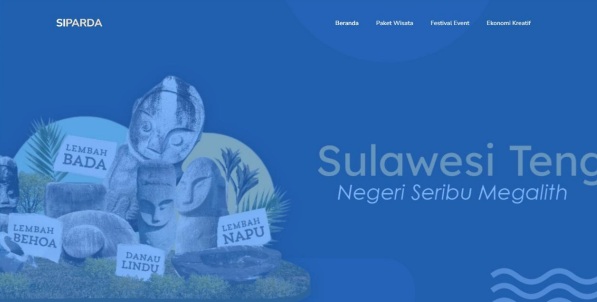 SIPARDA
Beranda Paket Wisata Festival Event Ekonomi Kreatif
LEMBAH
BADA
Sulawesi Teng
Negeri Seribu Megalith
LEMBAH
BEHOA
DANAU
LINDU
LEMBAH
NAPU